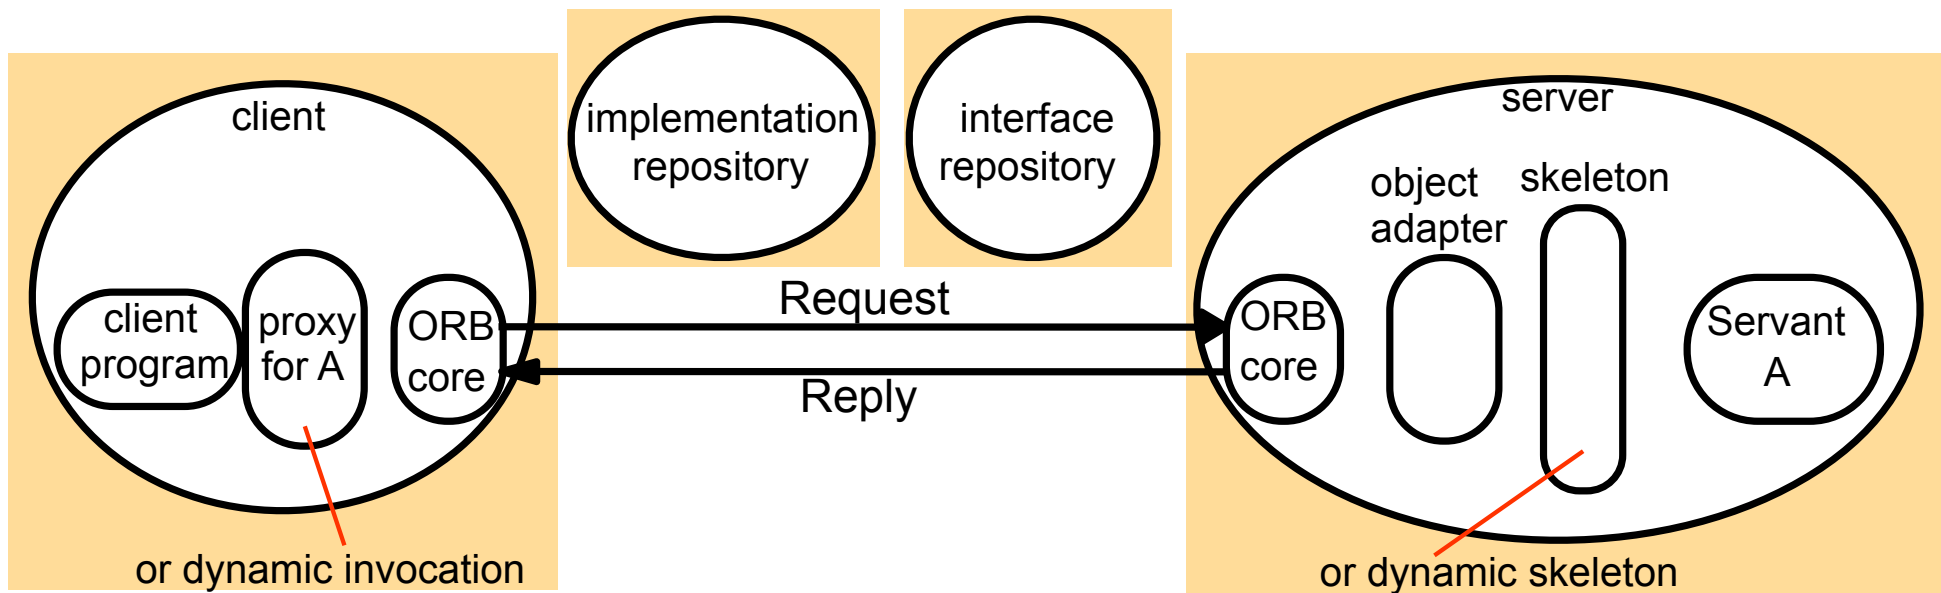 client
implementation
repository
interface
repository
server
object
adapter
skeleton
client
program
proxy
for A
ORB
core
Request
Reply
ORB
core
Servant
A
or dynamic invocation
or dynamic skeleton